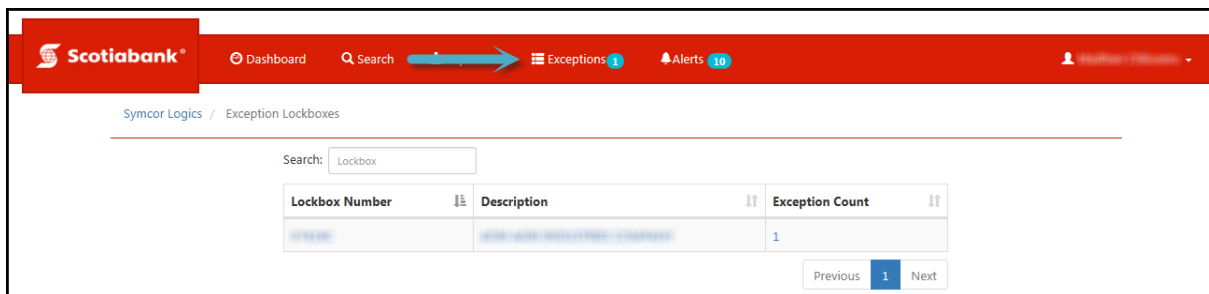 Scotiabank®
Dashboard Search Exceptions 1 Alerts 10
Symcor Logics / Exception Lockboxes
Search: Lockbox
Lockbox Number Description Exception Count
1
Previous 1 Next